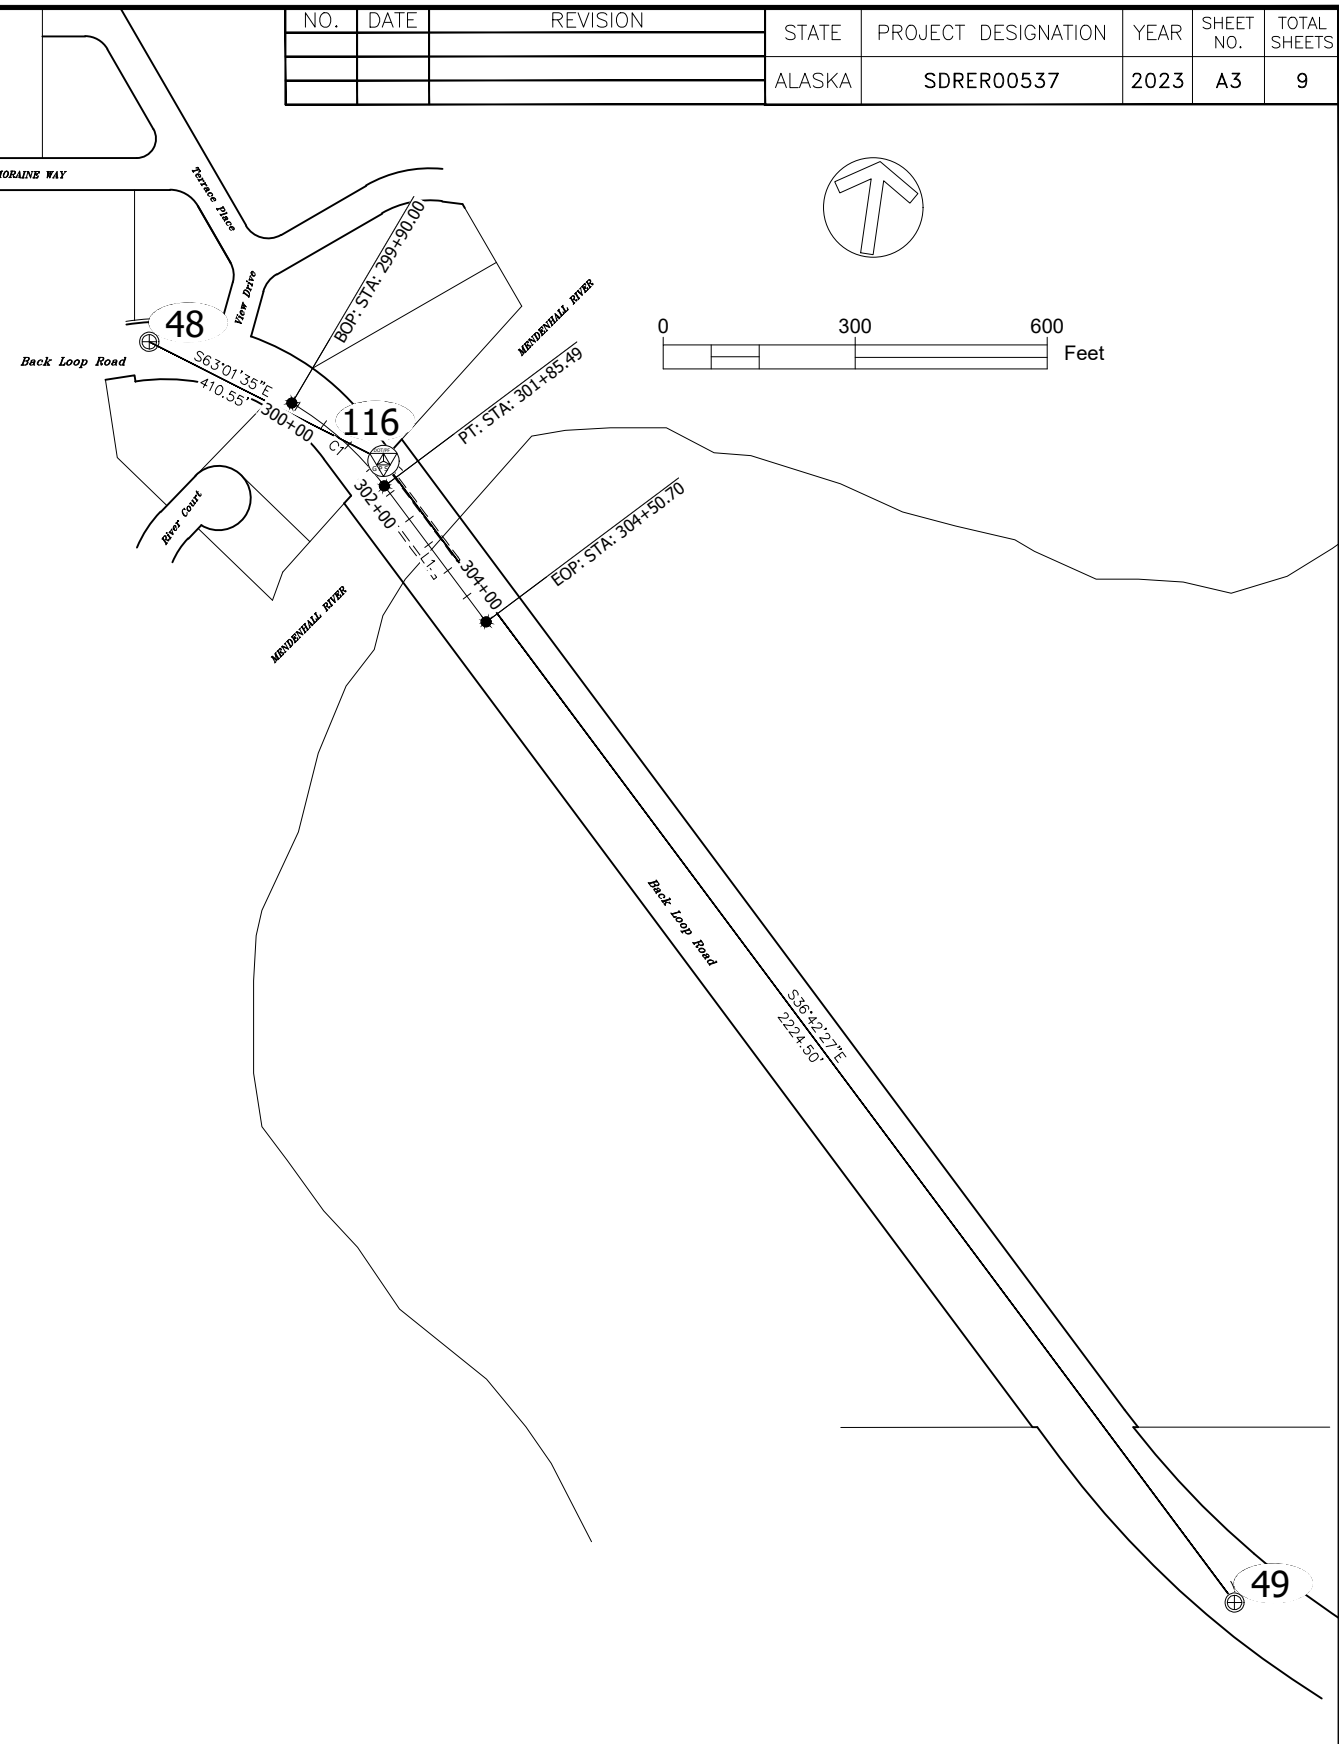 NO. DATE REVISION
STATE PROJECT DESIGNATION YEAR SHEET NO. TOTAL SHEETS
ALASKA SDRER00537 2023 A3 9
ORAINE WAY
Terrace Place
View Drive
BOP: STA: 299+90.00
MENDENHALL RIVER
0 300 600
Feet
48
Back Loop Road
S63°01'35"E
410.55'
300+00
C1
116
PT: STA: 301+85.49
302+00
L1
304+00
EOP: STA: 304+50.70
River Court
MENDENHALL RIVER
Back Loop Road
S36°42'27"E
2224.50'
49